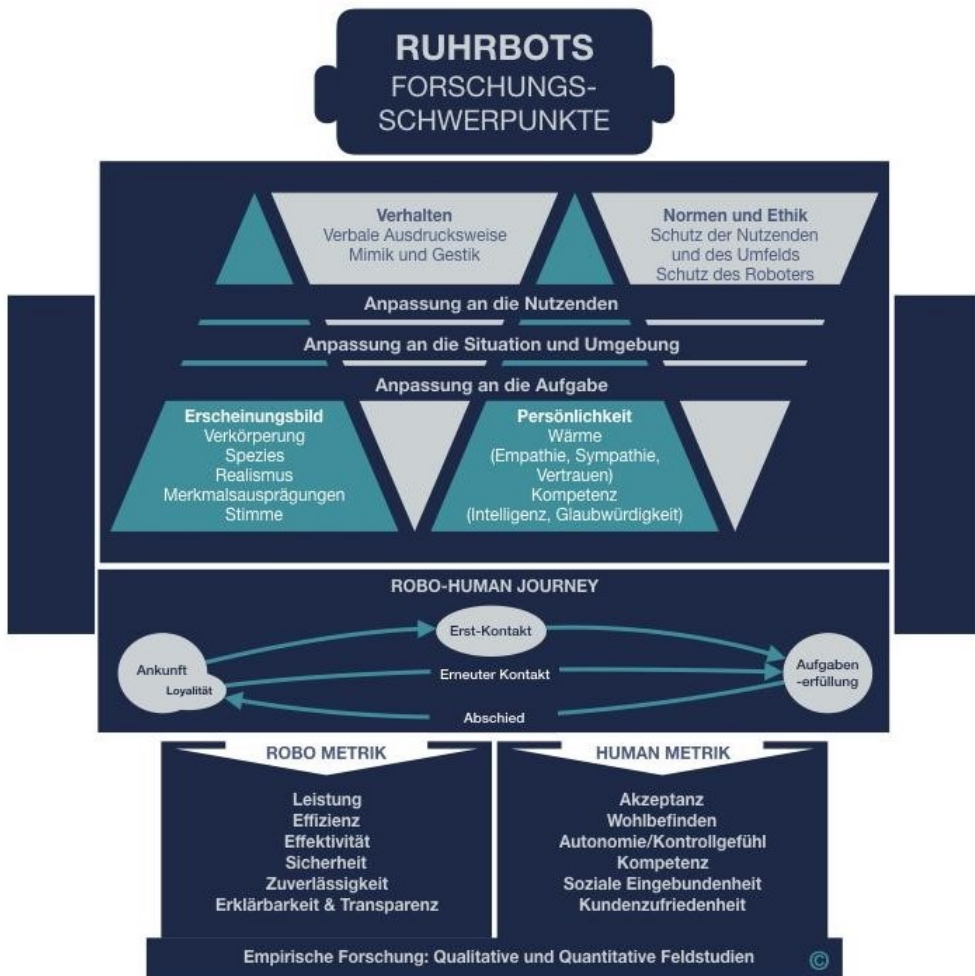 RUHRBOTS
FORSCHUNGS-
SCHWERPUNKTE
Verhalten
Verbale Ausdrucksweise
Mimik und Gestik
Normen und Ethik
Schutz der Nutzenden
und des Umfelds
Schutz des Roboters
Anpassung an die Nutzenden
Anpassung an die Situation und Umgebung
Anpassung an die Aufgabe
Erscheinungsbild
Verkörperung
Spezies
Realismus
Merkmalsausprägungen
Stimme
Persönlichkeit
Wärme
(Empathie, Sympathie,
Vertrauen)
Kompetenz
(Intelligenz, Glaubwürdigkeit)
ROBO-HUMAN JOURNEY
Ankunft
Loyalität
Erst-Kontakt
Erneuter Kontakt
Abschied
Aufgaben
-erfüllung
ROBO METRIK
Leistung
Effizienz
Effektivität
Sicherheit
Zuverlässigkeit
Erklärbarkeit & Transparenz
HUMAN METRIK
Akzeptanz
Wohlbefinden
Autonomie/Kontrollgefühl
Kompetenz
Soziale Eingebundenheit
Kundenzufriedenheit
Empirische Forschung: Qualitative und Quantitative Feldstudien ©